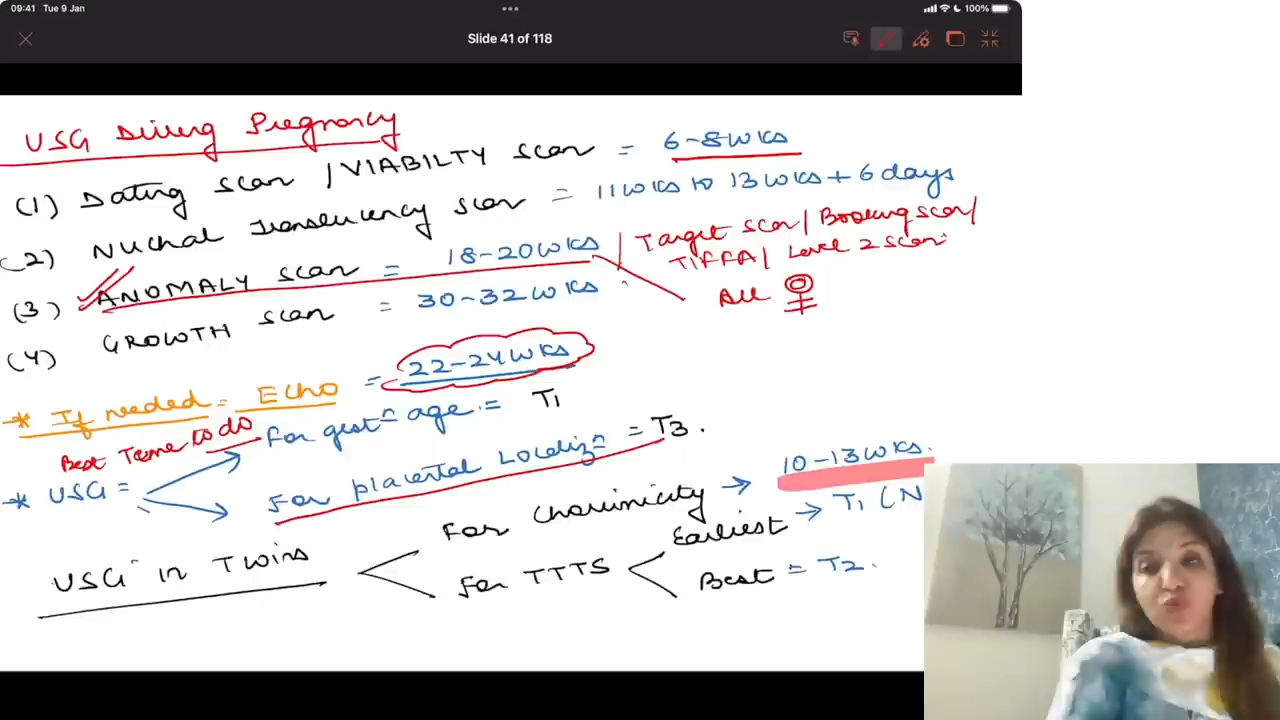 09:41 Tue 9 Jan
100%
Slide 41 of 118
USG During Pregnancy
(1) Dating scan / VIABILTY scan = 6-8 wks
(2) Nuchal Translucency scan = 11 wks to 13 wks + 6 days
(3) ANOMALY scan = 18-20 wks / Target scan / Booking scan /
TIFFA / Level 2 scan
All
(4) GROWTH scan = 30-32 wks
* If needed = Echo = 22-24 wks
Best Time to do
* USG = For gestn age = T1
For placental Localizn = T3.
USG in Twins
For Chorionicity → 10-13 wks.
For TTTS
Earliest → T1 (N
Best = T2.